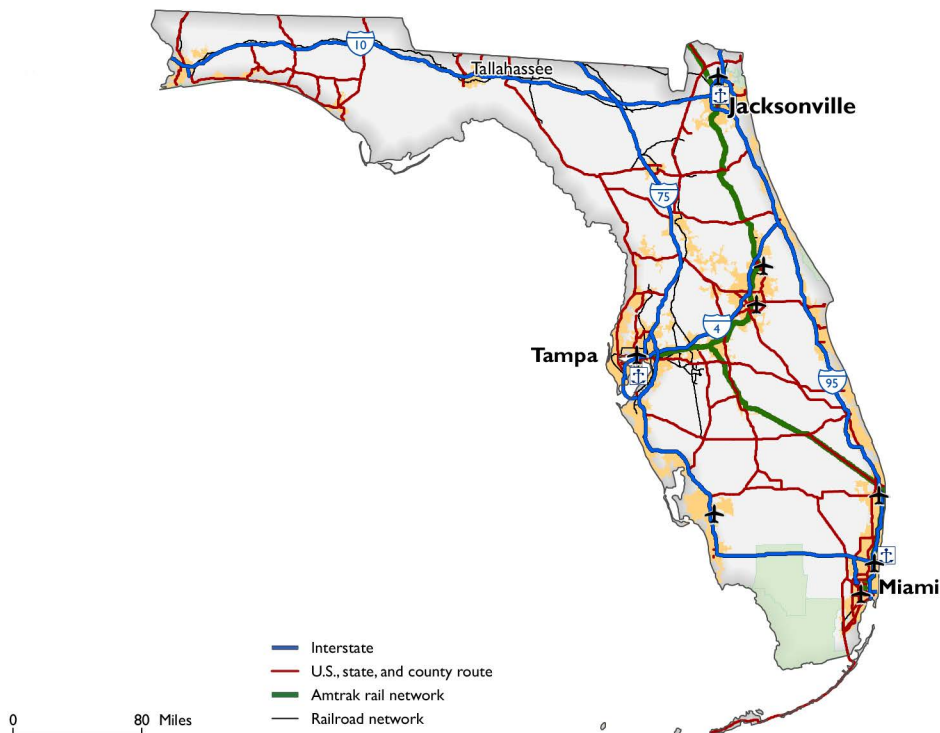 10
Tallahassee
Jacksonville
75
4
Tampa
95
Miami
Interstate
U.S., state, and county route
Amtrak rail network
Railroad network
0 80 Miles